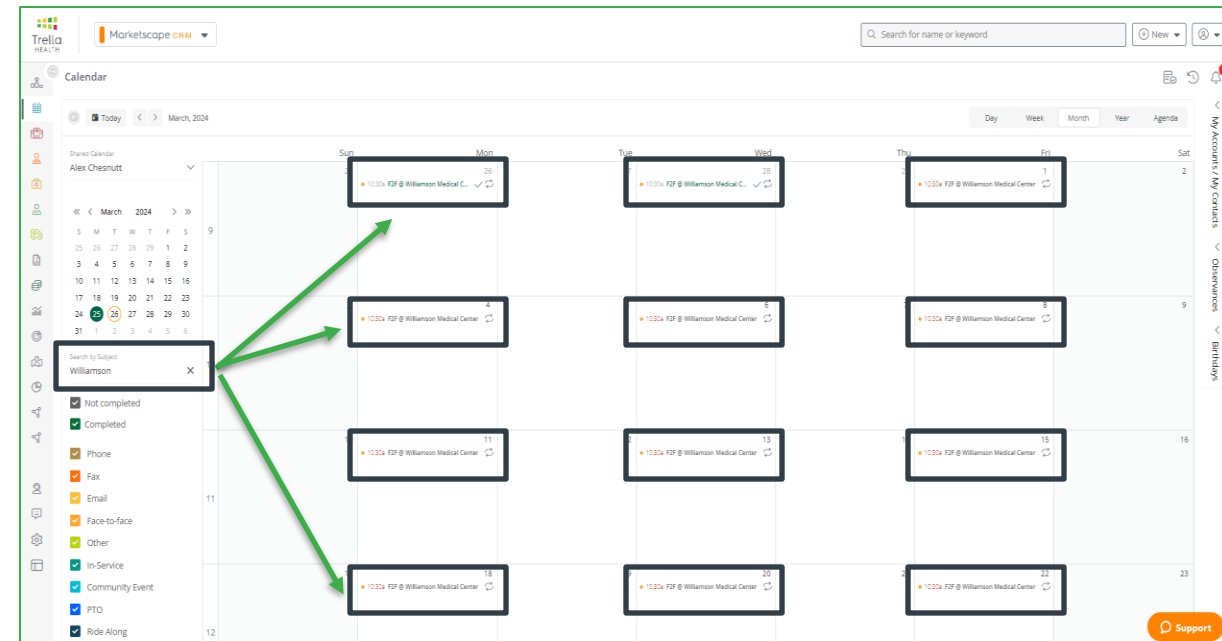 Trella
HEALTH
Marketscape CRM
Search for name or keyword
New
Calendar
Today
March, 2024
Day Week Month Year Agenda
Shared Calendar
Alex Chesnutt
March 2024
S M T W T F S
25 26 27 28 29 1 2
3 4 5 6 7 8 9
10 11 12 13 14 15 16
17 18 19 20 21 22 23
24 25 26 27 28 29 30
31 1 2 3 4 5 6
Search by Subject
Williamson X
Not completed
Completed
Phone
Fax
Email
Face-to-face
Other
In-Service
Community Event
PTO
Ride Along
Sun Mon Tue Wed Thu Fri Sat
9
26 28 1 2
10:30a F2F @ Williamson Medical C...
10:30a F2F @ Williamson Medical C...
10:30a F2F @ Williamson Medical Center
4 6 8 9
10:30a F2F @ Williamson Medical Center
10:30a F2F @ Williamson Medical Center
10:30a F2F @ Williamson Medical Center
11 13 15 16
10:30a F2F @ Williamson Medical Center
10:30a F2F @ Williamson Medical Center
10:30a F2F @ Williamson Medical Center
11
18 20 22 23
10:30a F2F @ Williamson Medical Center
10:30a F2F @ Williamson Medical Center
10:30a F2F @ Williamson Medical Center
12
My Accounts / My Contacts
Observances
Birthdays
Support